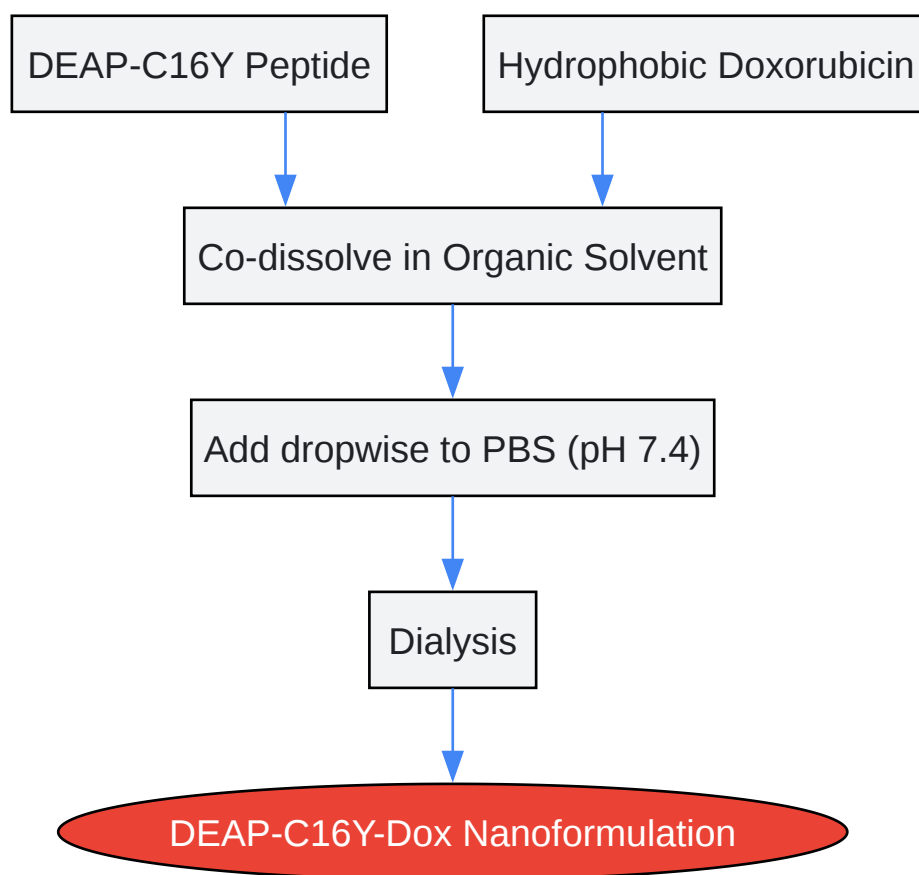 DEAP-C16Y Peptide
Hydrophobic Doxorubicin
Co-dissolve in Organic Solvent
Add dropwise to PBS (pH 7.4)
Dialysis
DEAP-C16Y-Dox Nanoformulation